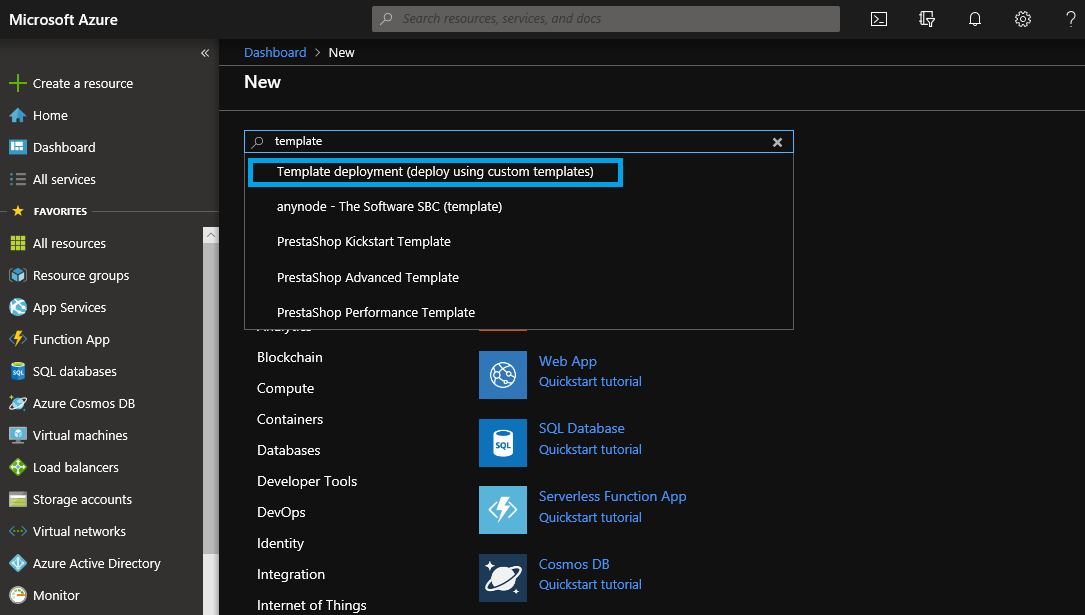 Microsoft Azure
Search resources, services, and docs
Dashboard > New
New
Create a resource
Home
Dashboard
All services
FAVORITES
All resources
Resource groups
App Services
Function App
SQL databases
Azure Cosmos DB
Virtual machines
Load balancers
Storage accounts
Virtual networks
Azure Active Directory
Monitor
template
Template deployment (deploy using custom templates)
anynode - The Software SBC (template)
PrestaShop Kickstart Template
PrestaShop Advanced Template
PrestaShop Performance Template
Analytics
Blockchain
Compute
Containers
Databases
Developer Tools
DevOps
Identity
Integration
Internet of Things
Web App
Quickstart tutorial
SQL Database
Quickstart tutorial
Serverless Function App
Quickstart tutorial
Cosmos DB
Quickstart tutorial
SQL
SQL